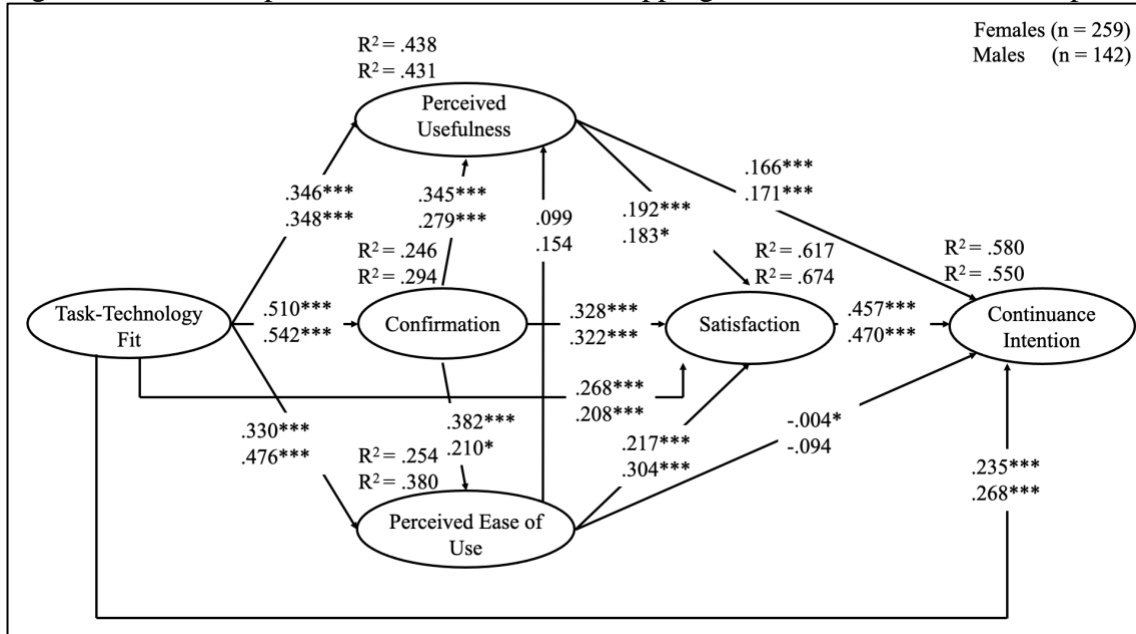 Females (n = 259)
Males (n = 142)
R² = .438
R² = .431
Perceived
Usefulness
.346***
.348***
.345***
.279***
.099
.154
.192***
.183*
.166***
.171***
R² = .246
R² = .294
R² = .617
R² = .674
R² = .580
R² = .550
Task-Technology
Fit
.510***
.542***
Confirmation
.328***
.322***
Satisfaction
.457***
.470***
Continuance
Intention
.268***
.208***
.330***
.476***
.382***
.210*
R² = .254
R² = .380
.217***
.304***
-.004*
-.094
.235***
.268***
Perceived Ease of
Use